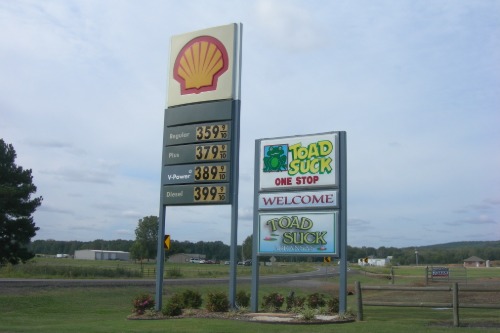 Regular 359 9/10
Plus 379 9/10
V-Power 389 9/10
Diesel 399 9/10
TOAD
SUCK
ONE STOP
WELCOME
TOAD
SUCK